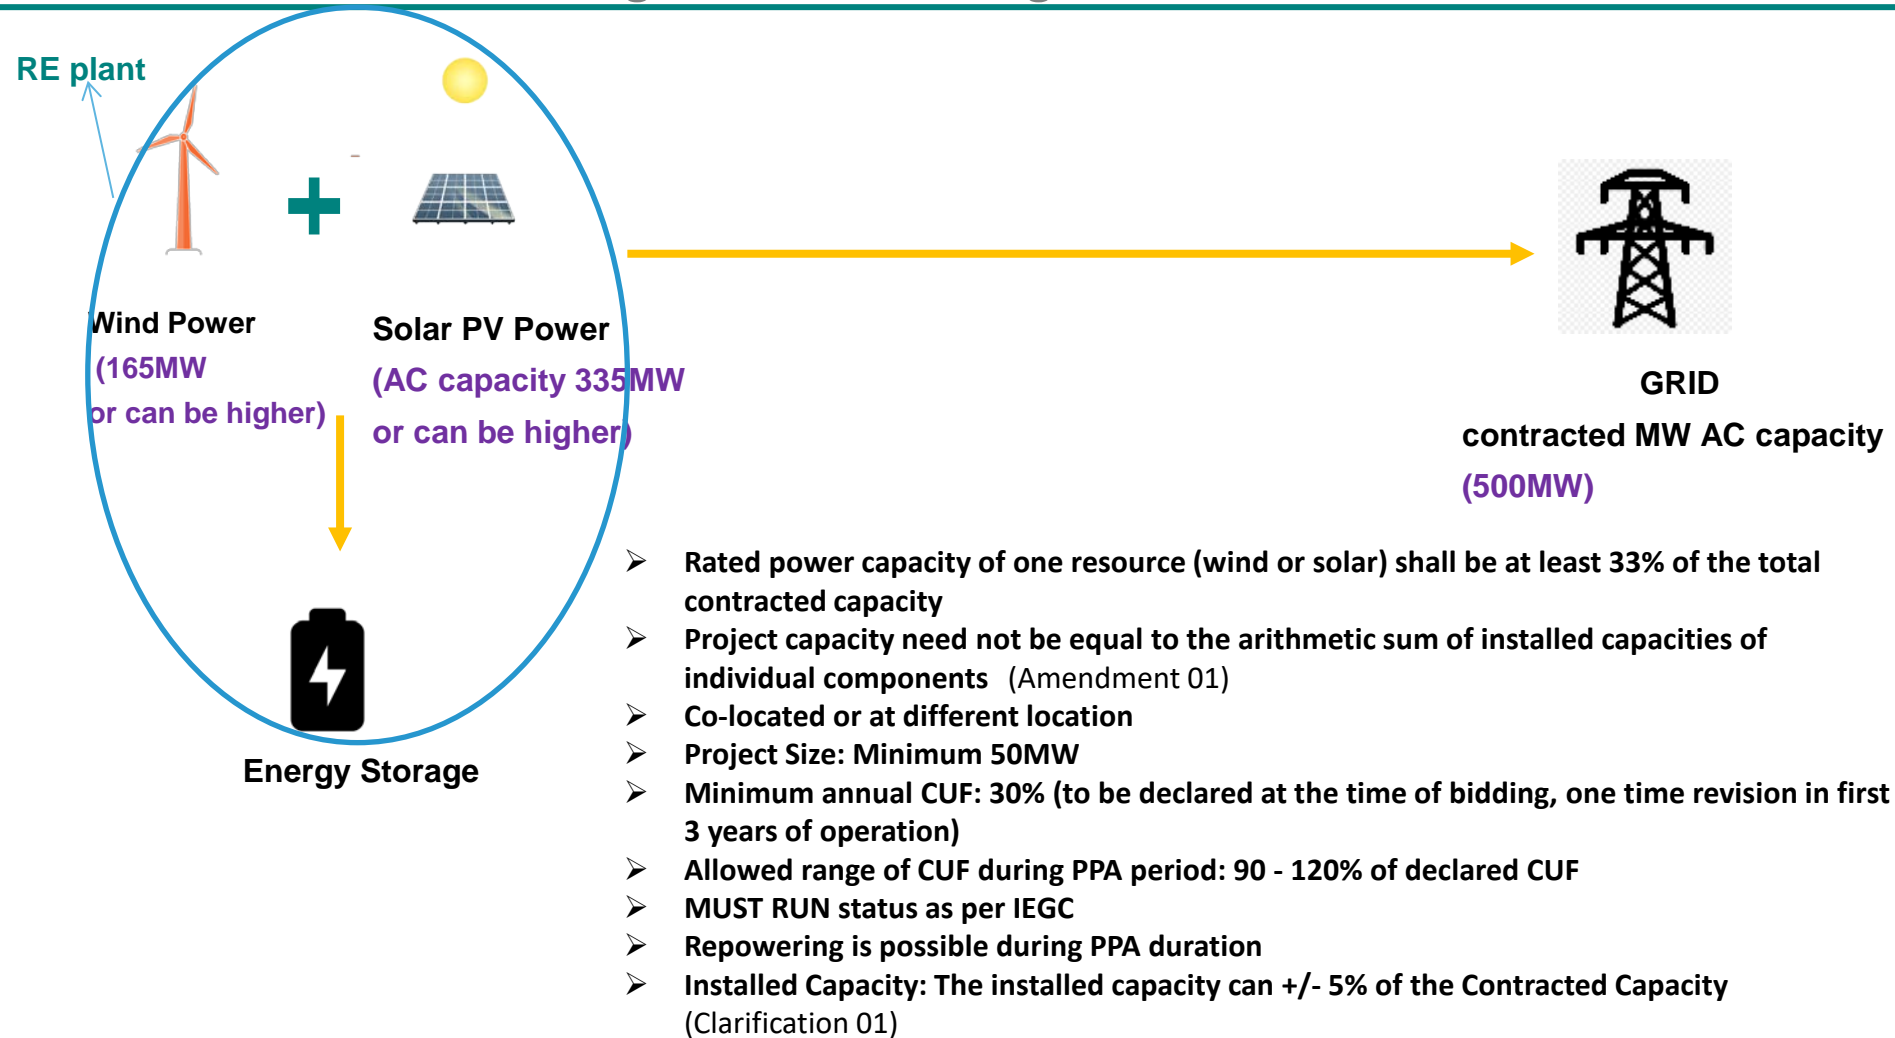 RE plant
Wind Power
(165MW
or can be higher)
Solar PV Power
(AC capacity 335MW
or can be higher)
GRID
contracted MW AC capacity
(500MW)
Energy Storage
➢ Rated power capacity of one resource (wind or solar) shall be at least 33% of the total
contracted capacity
➢ Project capacity need not be equal to the arithmetic sum of installed capacities of
individual components (Amendment 01)
➢ Co-located or at different location
➢ Project Size: Minimum 50MW
➢ Minimum annual CUF: 30% (to be declared at the time of bidding, one time revision in first
3 years of operation)
➢ Allowed range of CUF during PPA period: 90 - 120% of declared CUF
➢ MUST RUN status as per IEGC
➢ Repowering is possible during PPA duration
➢ Installed Capacity: The installed capacity can +/- 5% of the Contracted Capacity
(Clarification 01)